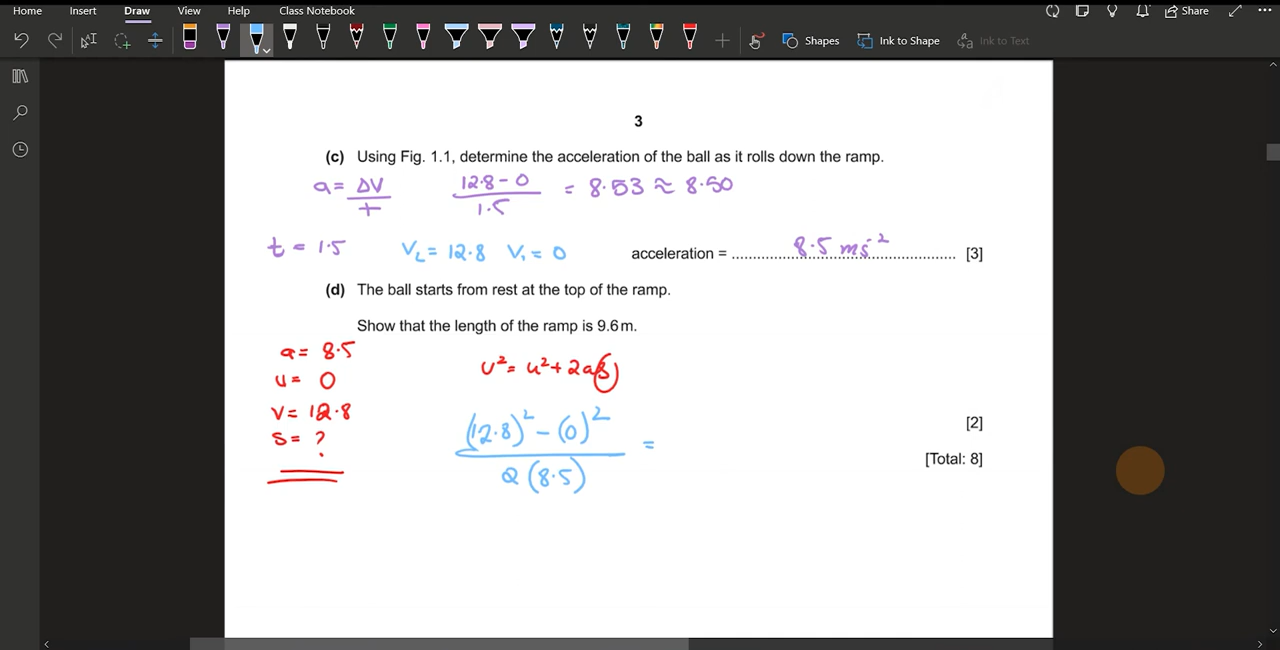 Home Insert Draw View Help Class Notebook Share
Shapes Ink to Shape Ink to Text
3
(c) Using Fig. 1.1, determine the acceleration of the ball as it rolls down the ramp.
a = ΔV/t (12.8 - 0)/1.5 = 8.53 ≈ 8.50
t = 1.5 V₂ = 12.8 V₁ = 0 acceleration = ........ 8.5 ms⁻² ........ [3]
(d) The ball starts from rest at the top of the ramp.
Show that the length of the ramp is 9.6 m.
a = 8.5
u = 0
v² = u² + 2as
v = 12.8
s = ?
((12.8)² - (0)²)/(2(8.5)) =
[2]
[Total: 8]